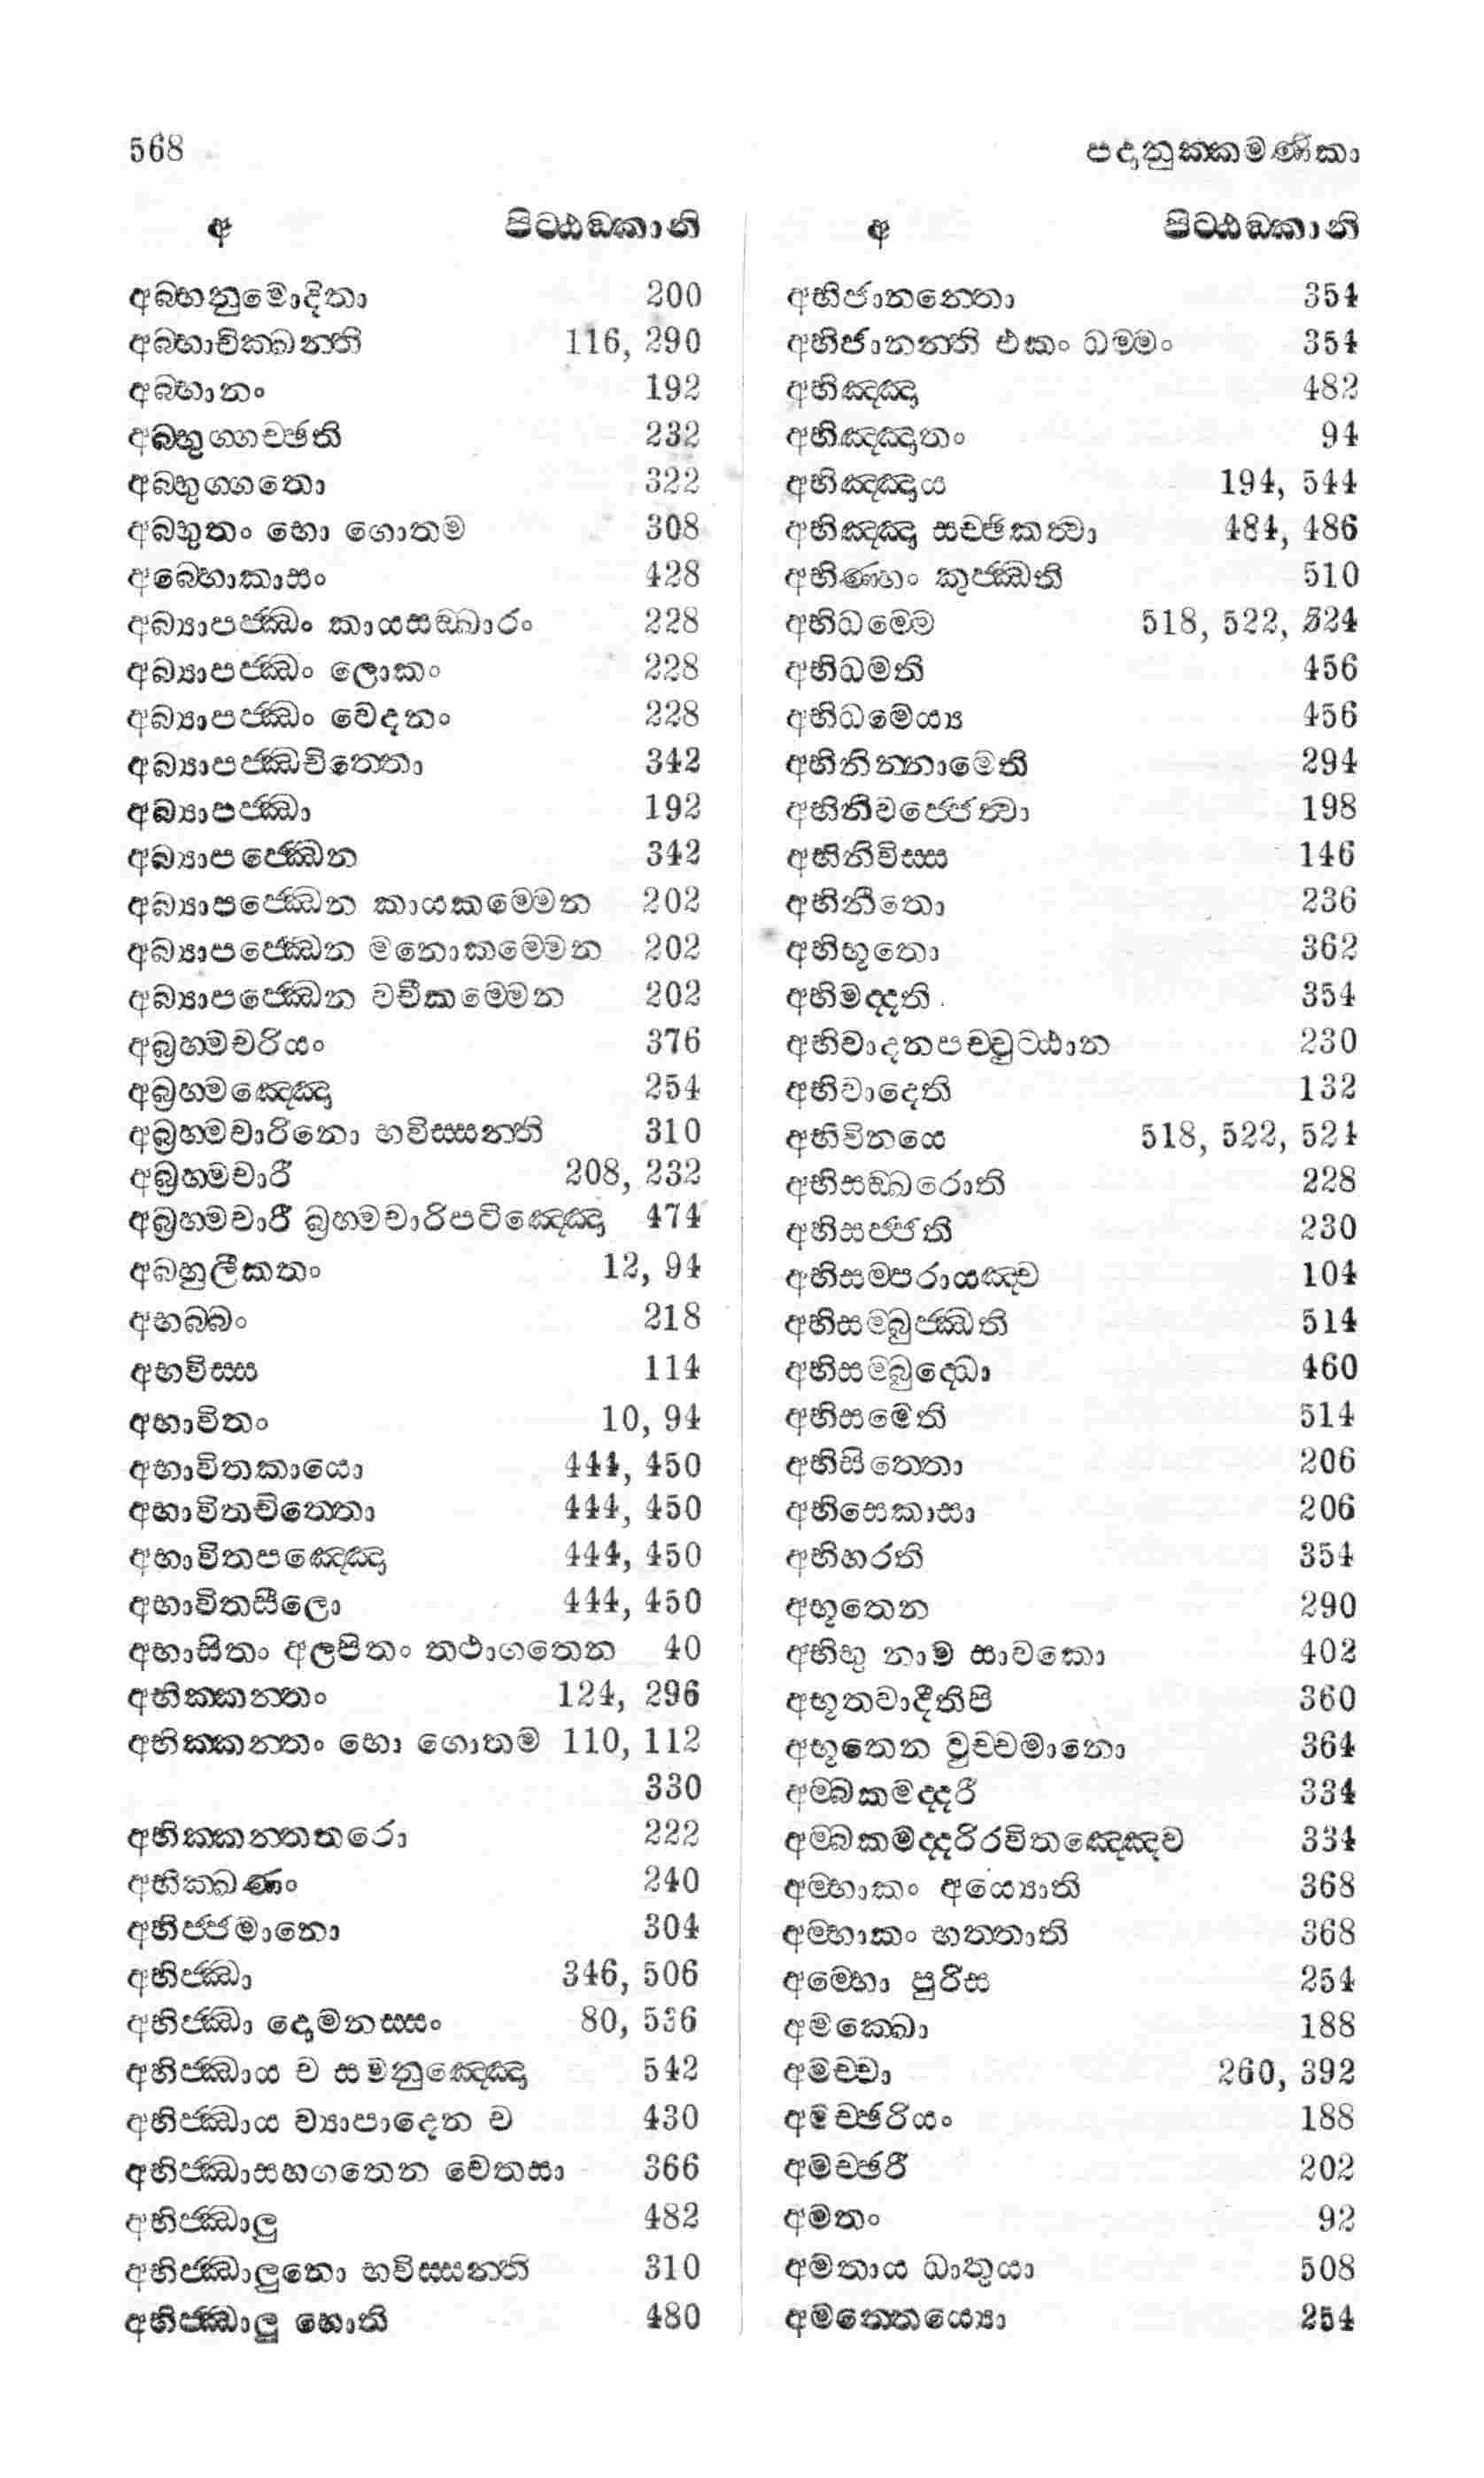 568 පදානුක්කමණිකා
අ පිට්ඨඞ්කානි
අබ්භනුමොදිතා 200
අබ්භාචික්ඛන්ති 116, 290
අබ්භානං 192
අබ්භුග්ගච්ඡති 232
අබ්භුග්ගතො 322
අබ්භුතං භො ගොතම 308
අබ්භොකාසං 428
අබ්‍යාපජ්ඣං කායසඞ්ඛාරං 228
අබ්‍යාපජ්ඣං ලොකං 228
අබ්‍යාපජ්ඣං වෙදනං 228
අබ්‍යාපජ්ඣචිත්තො 342
අබ්‍යාපජ්ඣා 192
අබ්‍යාපජ්ඣෙන 342
අබ්‍යාපජ්ඣෙන කායකම්මෙන 202
අබ්‍යාපජ්ඣෙන මනොකම්මෙන 202
අබ්‍යාපජ්ඣෙන වචීකම්මෙන 202
අබ්‍රහ්මචරියං 376
අබ්‍රහ්මඤ්ඤො 254
අබ්‍රහ්මචාරිනො භවිස්සන්ති 310
අබ්‍රහ්මචාරී 208, 232
අබ්‍රහ්මචාරී බ්‍රහ්මචාරිපටිඤ්ඤො 474
අබහුලීකතං 12, 94
අභබ්බං 218
අභවිස්ස 114
අභාවිතං 10, 94
අභාවිතකායො 444, 450
අභාවිතචිත්තො 444, 450
අභාවිතපඤ්ඤො 444, 450
අභාවිතසීලො 444, 450
අභාසිතං අලපිතං තථාගතෙන 40
අභික්කන්තං 124, 296
අභික්කන්තං භො ගොතම 110, 112
330
අභික්කන්තතරො 222
අභික්ඛණං 240
අභිජ්ජමානො 304
අභිජ්ඣා 346, 506
අභිජ්ඣා දොමනස්සං 80, 536
අභිජ්ඣාය ච සමනුඤ්ඤො 542
අභිජ්ඣාය ව්‍යාපාදෙන ච 430
අභිජ්ඣාසහගතෙන චෙතසා 366
අභිජ්ඣාලු 482
අභිජ්ඣාලුනො භවිස්සන්ති 310
අභිජ්ඣාලූ හොති 480
අ පිට්ඨඞ්කානි
අභිජානන්තො 354
අභිජානන්ති එකං ධම්මං 354
අභිඤ්ඤා 482
අභිඤ්ඤාතං 94
අභිඤ්ඤාය 194, 544
අභිඤ්ඤා සච්ඡිකත්වා 484, 486
අභිණ්හං කුජ්ඣති 510
අභිධම්මෙ 518, 522, 524
අභිධමති 456
අභිධමෙය්‍ය 456
අභිනින්නාමෙති 294
අභිනිවජ්ජෙත්වා 198
අභිනිවිස්ස 146
අභිනීතො 236
අභිභූතො 362
අභිමද්දති 354
අභිවාදනපච්චුට්ඨාන 230
අභිවාදෙති 132
අභිවිනයෙ 518, 522, 524
අභිසඞ්ඛරොති 228
අභිසජ්ජති 230
අභිසම්පරායඤ්ච 104
අභිසම්බුජ්ඣති 514
අභිසම්බුද්ධො 460
අභිසමෙති 514
අභිසිත්තො 206
අභිසෙකාසා 206
අභිහරති 354
අභූතෙන 290
අභිභු නාම සාවකො 402
අභූතවාදීතිපි 360
අභූතෙන වුච්චමානො 364
අම්බකමද්දරී 334
අම්බකමද්දරිරවිතඤ්ඤෙව 334
අම්හාකං අය්‍යොති 368
අම්හාකං භත්තාති 368
අම්භො පුරිස 254
අමක්ඛො 188
අමච්චා 260, 392
අමච්ඡරියං 188
අමච්ඡරී 202
අමතං 92
අමතාය ධාතුයා 508
අමත්තෙය්‍යො 254